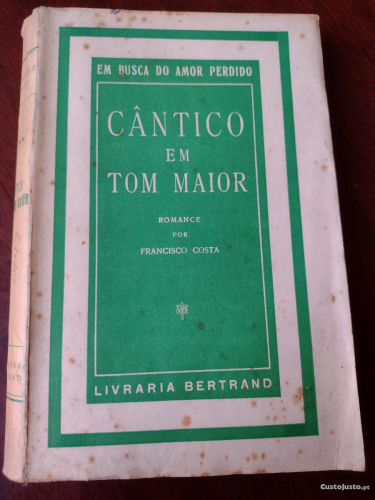 EM BUSCA DO AMOR PERDIDO
CÂNTICO
EM
TOM MAIOR
ROMANCE
POR
FRANCISCO COSTA
LIVRARIA BERTRAND
CustoJusto.pt